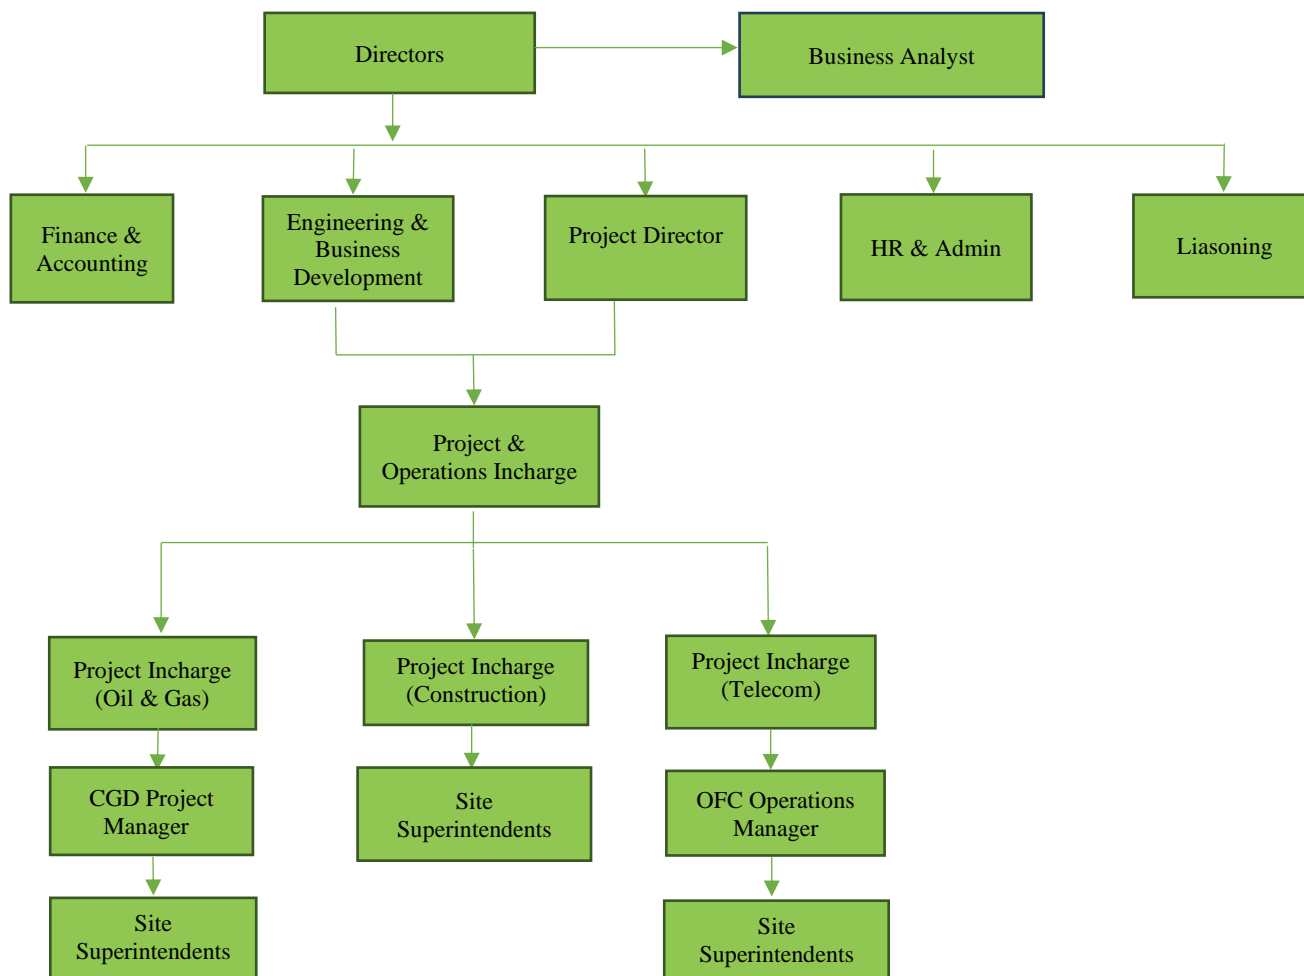 Directors
Business Analyst
Finance &
Accounting
Engineering &
Business
Development
Project Director
HR & Admin
Liasoning
Project &
Operations Incharge
Project Incharge
(Oil & Gas)
Project Incharge
(Construction)
Project Incharge
(Telecom)
CGD Project
Manager
Site
Superintendents
OFC Operations
Manager
Site
Superintendents
Site
Superintendents